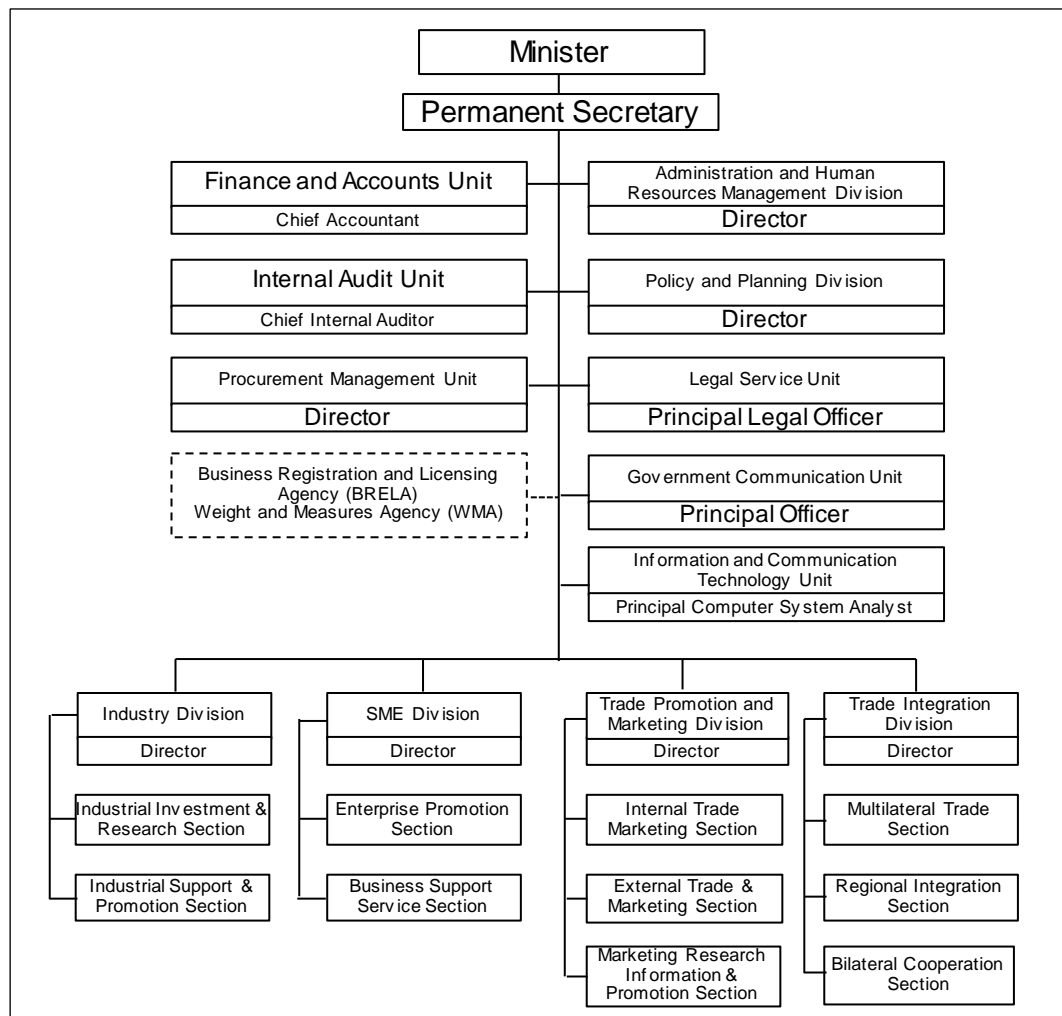 Minister
Permanent Secretary
Finance and Accounts Unit
Chief Accountant
Administration and Human
Resources Management Division
Director
Internal Audit Unit
Chief Internal Auditor
Policy and Planning Division
Director
Procurement Management Unit
Director
Legal Service Unit
Principal Legal Officer
Business Registration and Licensing
Agency (BRELA)
Weight and Measures Agency (WMA)
Government Communication Unit
Principal Officer
Information and Communication
Technology Unit
Principal Computer System Analyst
Industry Division
Director
Industrial Investment &
Research Section
Industrial Support &
Promotion Section
SME Division
Director
Enterprise Promotion
Section
Business Support
Service Section
Trade Promotion and
Marketing Division
Director
Internal Trade
Marketing Section
External Trade &
Marketing Section
Marketing Research
Information &
Promotion Section
Trade Integration
Division
Director
Multilateral Trade
Section
Regional Integration
Section
Bilateral Cooperation
Section